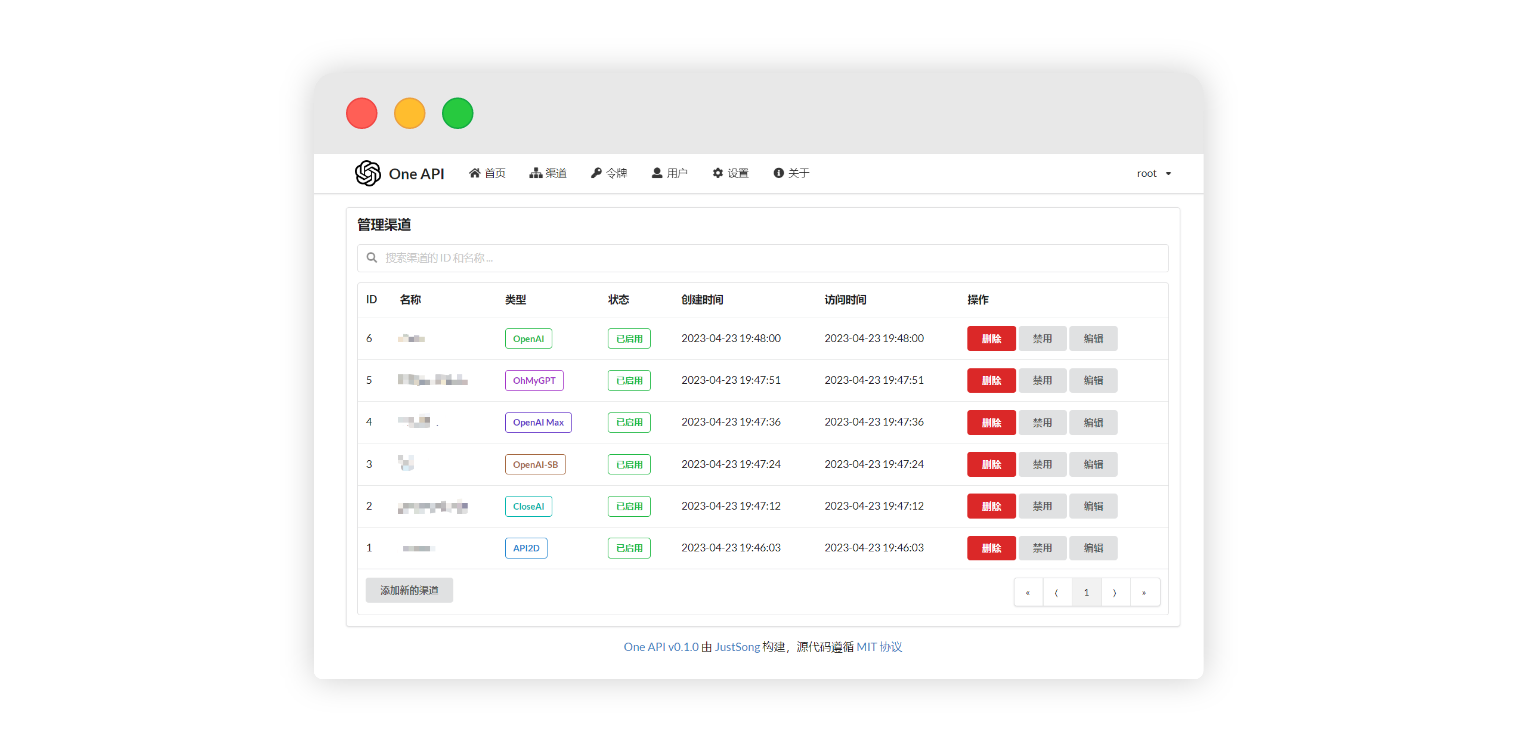 One API 首页 渠道 令牌 用户 设置 关于 root
管理渠道
搜索渠道的 ID 和名称 ...
ID 名称 类型 状态 创建时间 访问时间 操作
6 OpenAI 已启用 2023-04-23 19:48:00 2023-04-23 19:48:00 删除 禁用 编辑
5 OhMyGPT 已启用 2023-04-23 19:47:51 2023-04-23 19:47:51 删除 禁用 编辑
4 OpenAI Max 已启用 2023-04-23 19:47:36 2023-04-23 19:47:36 删除 禁用 编辑
3 OpenAI-SB 已启用 2023-04-23 19:47:24 2023-04-23 19:47:24 删除 禁用 编辑
2 CloseAI 已启用 2023-04-23 19:47:12 2023-04-23 19:47:12 删除 禁用 编辑
1 API2D 已启用 2023-04-23 19:46:03 2023-04-23 19:46:03 删除 禁用 编辑
添加新的渠道 « ⟨ 1 ⟩ »
One API v0.1.0 由 JustSong 构建，源代码遵循 MIT 协议